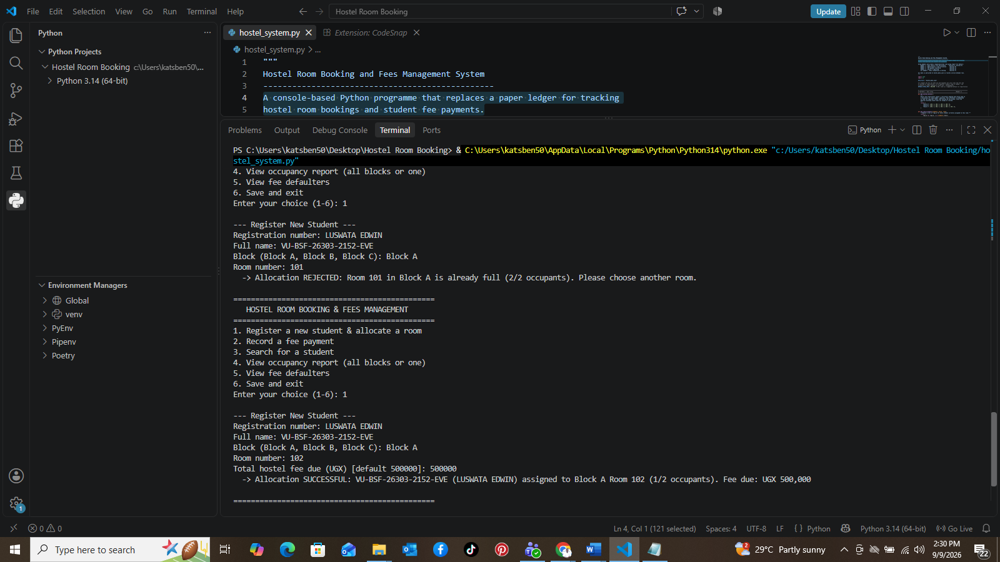 File Edit Selection View Go Run Terminal Help
Hostel Room Booking
Update
Python
Python Projects
Hostel Room Booking c:\Users\katsben50\...
Python 3.14 (64-bit)
Environment Managers
Global
venv
PyEnv
Pipenv
Poetry
1
hostel_system.py
Extension: CodeSnap
hostel_system.py > ...
1 """
2 Hostel Room Booking and Fees Management System
3 -----------------------------------------------
4 A console-based Python programme that replaces a paper ledger for tracking
5 hostel room bookings and student fee payments.
Problems Output Debug Console Terminal Ports
Python
PS C:\Users\katsben50\Desktop\Hostel Room Booking> & C:\Users\katsben50\AppData\Local\Programs\Python\Python314\python.exe "c:/Users/katsben50/Desktop/Hostel Room Booking/ho
stel_system.py"
4. View occupancy report (all blocks or one)
5. View fee defaulters
6. Save and exit
Enter your choice (1-6): 1
--- Register New Student ---
Registration number: LUSWATA EDWIN
Full name: VU-BSF-26303-2152-EVE
Block (Block A, Block B, Block C): Block A
Room number: 101
-> Allocation REJECTED: Room 101 in Block A is already full (2/2 occupants). Please choose another room.
==============================================
HOSTEL ROOM BOOKING & FEES MANAGEMENT
==============================================
1. Register a new student & allocate a room
2. Record a fee payment
3. Search for a student
4. View occupancy report (all blocks or one)
5. View fee defaulters
6. Save and exit
Enter your choice (1-6): 1
--- Register New Student ---
Registration number: LUSWATA EDWIN
Full name: VU-BSF-26303-2152-EVE
Block (Block A, Block B, Block C): Block A
Room number: 102
Total hostel fee due (UGX) [default 500000]: 500000
-> Allocation SUCCESSFUL: VU-BSF-26303-2152-EVE (LUSWATA EDWIN) assigned to Block A Room 102 (1/2 occupants). Fee due: UGX 500,000
==============================================
0 0
Ln 4, Col 1 (121 selected) Spaces: 4 UTF-8 LF { } Python Python 3.14 (64-bit) Go Live
Type here to search
2
29°C Partly sunny
2:30 PM
9/9/2026
22